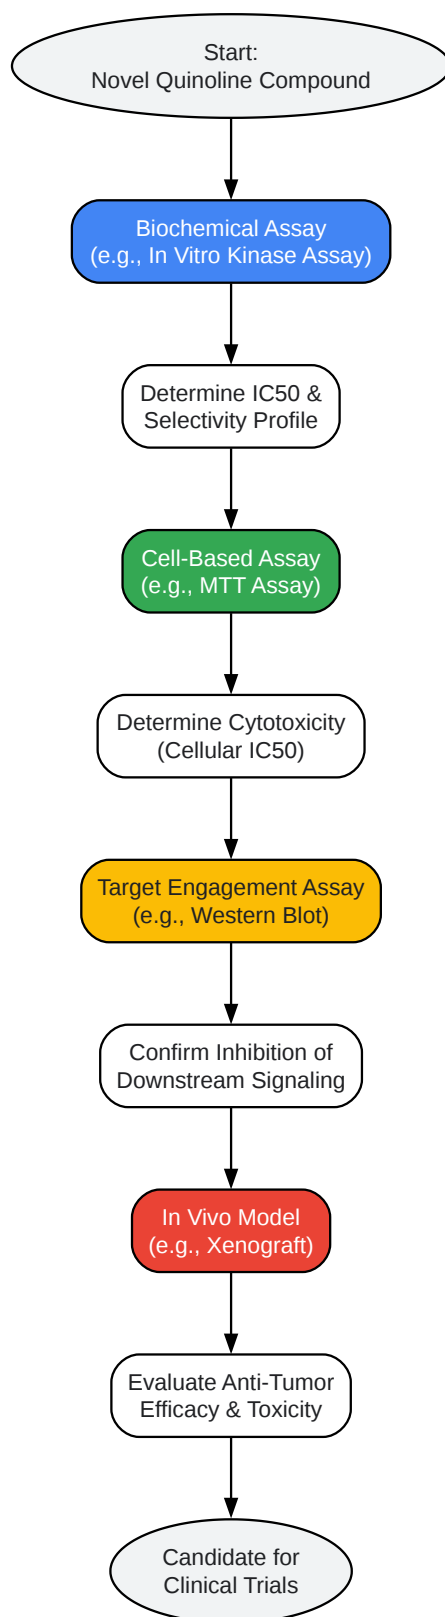 Start:
Novel Quinoline Compound
Biochemical Assay
(e.g., In Vitro Kinase Assay)
Determine IC50 &
Selectivity Profile
Cell-Based Assay
(e.g., MTT Assay)
Determine Cytotoxicity
(Cellular IC50)
Target Engagement Assay
(e.g., Western Blot)
Confirm Inhibition of
Downstream Signaling
In Vivo Model
(e.g., Xenograft)
Evaluate Anti-Tumor
Efficacy & Toxicity
Candidate for
Clinical Trials